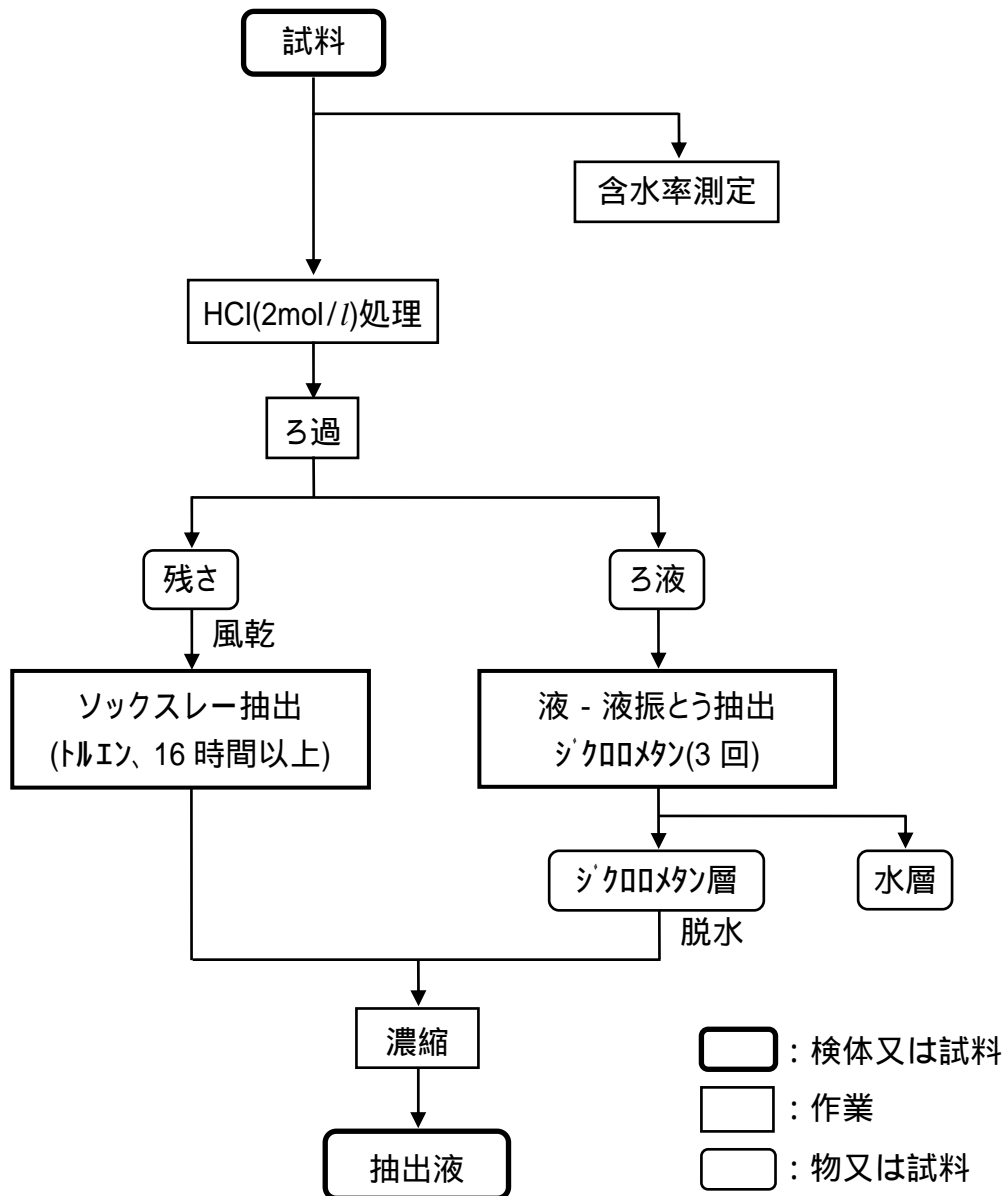 試料
含水率測定
HCl(2mol/l)処理
ろ過
残さ
ろ液
風乾
ソックスレー抽出
(ﾄﾙｴﾝ、16 時間以上)
液 - 液振とう抽出
ｼﾞｸﾛﾛﾒﾀﾝ(3 回)
ｼﾞｸﾛﾛﾒﾀﾝ層
水層
脱水
濃縮
抽出液
：検体又は試料
：作業
：物又は試料